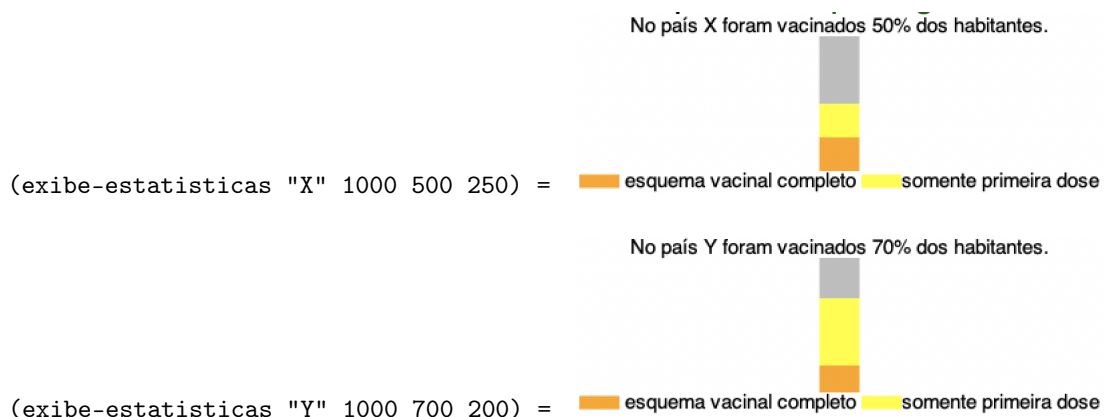 No país X foram vacinados 50% dos habitantes.
(exibe-estatisticas "X" 1000 500 250) =
esquema vacinal completo somente primeira dose
No país Y foram vacinados 70% dos habitantes.
(exibe-estatisticas "Y" 1000 700 200) =
esquema vacinal completo somente primeira dose